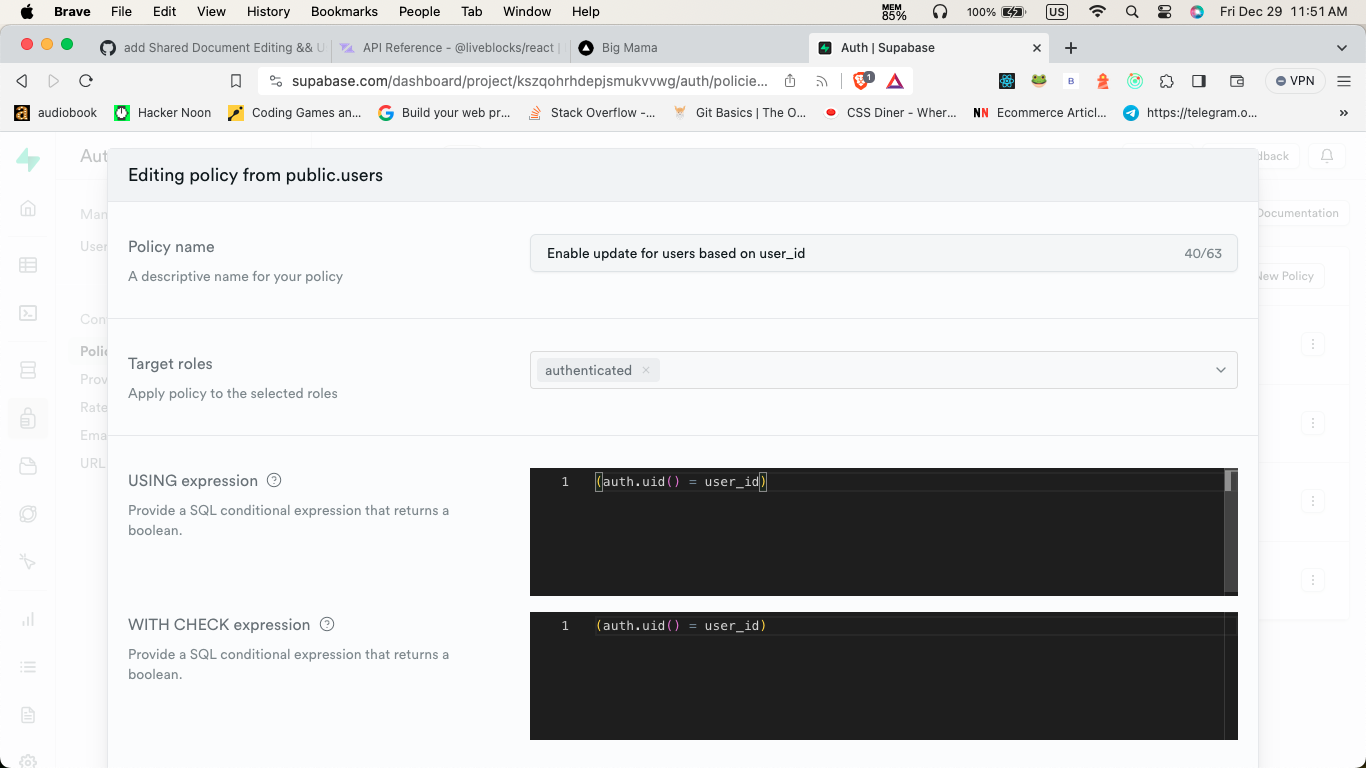 Brave File Edit View History Bookmarks People Tab Window Help MEM 85% 100% US Fri Dec 29 11:51 AM
add Shared Document Editing && U API Reference - @liveblocks/react | Big Mama Auth | Supabase
supabase.com/dashboard/project/kszqohrhdepjsmukvvwg/auth/policie... 1 B VPN
a audiobook Hacker Noon Coding Games an... Build your web pr... Stack Overflow -... Git Basics | The O... CSS Diner - Wher... NN Ecommerce Articl... https://telegram.o... »
Aut dback
Editing policy from public.users
Man Documentation
User
Policy name Enable update for users based on user_id 40/63
A descriptive name for your policy
New Policy
Con
Polic
Target roles authenticated
Prov
Apply policy to the selected roles
Rate
Ema
URL
USING expression 1 (auth.uid() = user_id)
Provide a SQL conditional expression that returns a
boolean.
WITH CHECK expression 1 (auth.uid() = user_id)
Provide a SQL conditional expression that returns a
boolean.